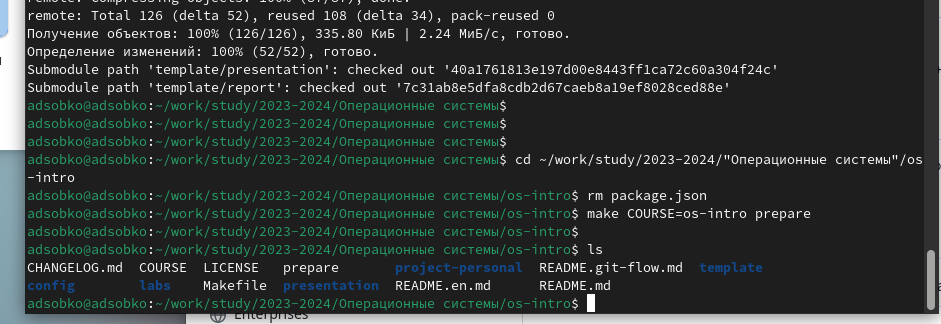 remote: Compressing objects: 100% (87/87), done.
remote: Total 126 (delta 52), reused 108 (delta 34), pack-reused 0
Получение объектов: 100% (126/126), 335.80 КиБ | 2.24 МиБ/с, готово.
Определение изменений: 100% (52/52), готово.
Submodule path 'template/presentation': checked out '40a1761813e197d00e8443ff1ca72c60a304f24c'
Submodule path 'template/report': checked out '7c31ab8e5dfa8cdb2d67caeb8a19ef8028ced88e'
adsobko@adsobko:~/work/study/2023-2024/Операционные системы$
adsobko@adsobko:~/work/study/2023-2024/Операционные системы$
adsobko@adsobko:~/work/study/2023-2024/Операционные системы$
adsobko@adsobko:~/work/study/2023-2024/Операционные системы$ cd ~/work/study/2023-2024/"Операционные системы"/os
-intro
adsobko@adsobko:~/work/study/2023-2024/Операционные системы/os-intro$ rm package.json
adsobko@adsobko:~/work/study/2023-2024/Операционные системы/os-intro$ make COURSE=os-intro prepare
adsobko@adsobko:~/work/study/2023-2024/Операционные системы/os-intro$
adsobko@adsobko:~/work/study/2023-2024/Операционные системы/os-intro$ ls
CHANGELOG.md COURSE LICENSE prepare project-personal README.git-flow.md template
config labs Makefile presentation README.en.md README.md
adsobko@adsobko:~/work/study/2023-2024/Операционные системы/os-intro$
Enterprises